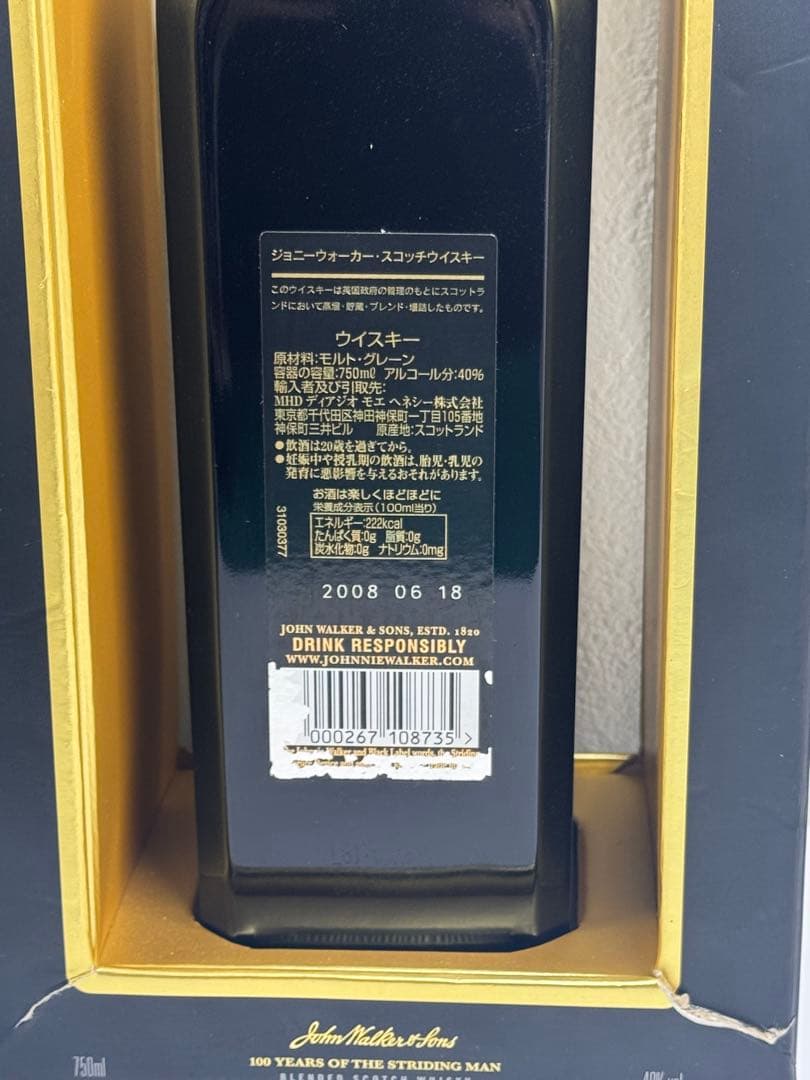 ジョニーウォーカー・スコッチウイスキー
このウイスキーは英国政府の管理のもとにスコットラ
ンドにおいて蒸溜・貯蔵・ブレンド・壜詰したものです。
ウイスキー
原材料:モルト・グレーン
容器の容量:750mℓ アルコール分:40%
輸入者及び引取先:
MHD ディアジオ モエ ヘネシー株式会社
東京都千代田区神田神保町一丁目105番地
神保町三井ビル 原産地:スコットランド
●飲酒は20歳を過ぎてから。
●妊娠中や授乳期の飲酒は、胎児・乳児の
発育に悪影響を与えるおそれがあります。
お酒は楽しくほどほどに
栄養成分表示(100ml当り)
エネルギー:222kcal
たんぱく質:0g 脂質:0g
炭水化物:0g ナトリウム:0mg
31030377
2008 06 18
JOHN WALKER & SONS, ESTD. 1820
DRINK RESPONSIBLY
WWW.JOHNNIEWALKER.COM
000267 108735 >
Walker and Black Label words, the Striding
John Walker & Sons
100 YEARS OF THE STRIDING MAN
BLENDED SCOTCH WHISKY
750ml
40% vol